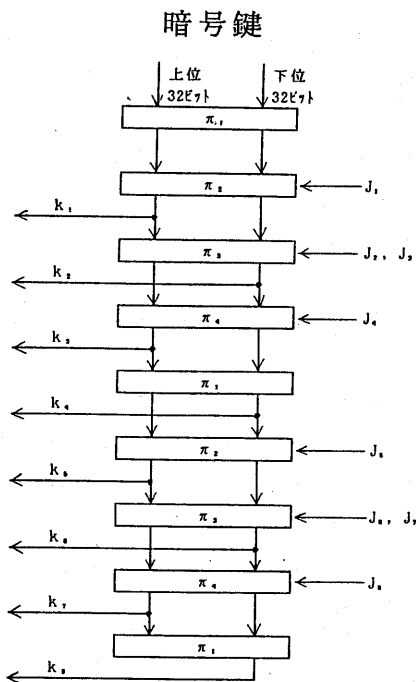 暗号鍵
上位 下位
32ビット 32ビット
π₁
π₂ J₁
k₁
π₃ J₂, J₃
k₂
π₄ J₄
k₃
π₁
k₄
π₂ J₅
k₅
π₃ J₆, J₇
k₆
π₄ J₈
k₇
π₁
k₈